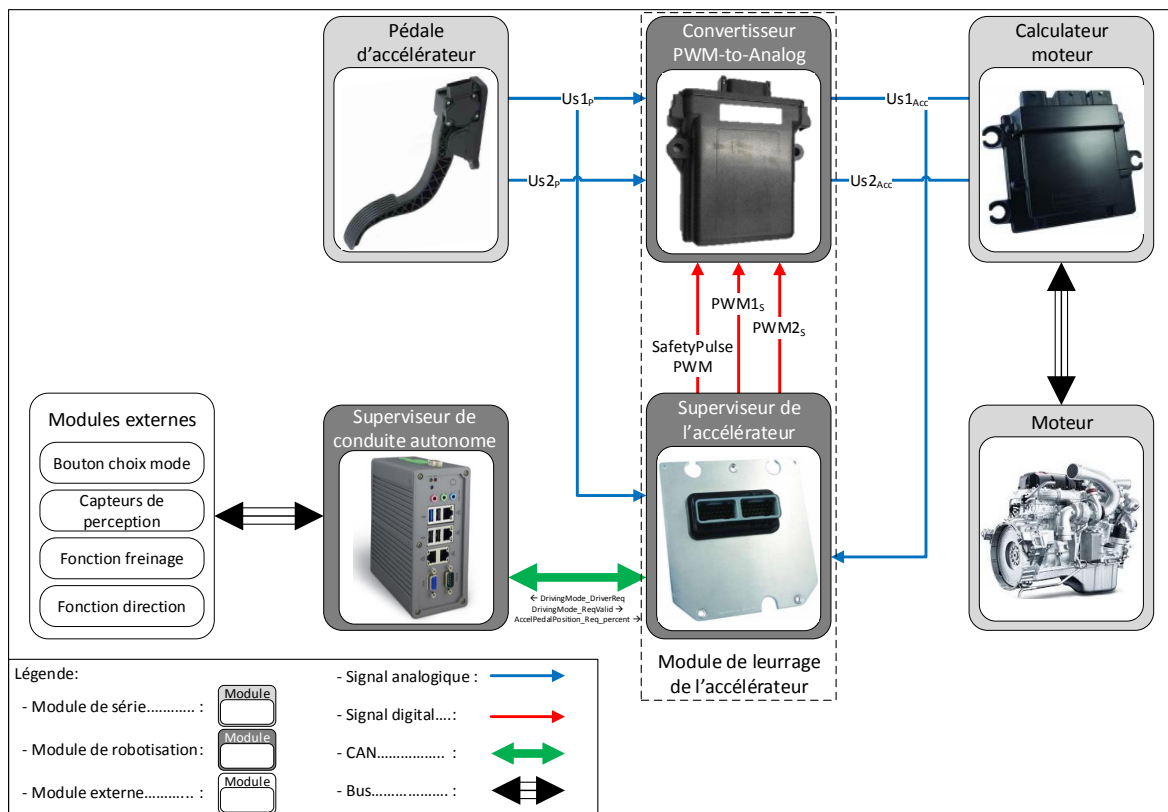 Pédale
d'accélérateur
Convertisseur
PWM-to-Analog
Calculateur
moteur
Us1P
Us1Acc
Us2P
Us2Acc
PWM1S
PWM2S
SafetyPulse
PWM
Modules externes
Bouton choix mode
Capteurs de
perception
Fonction freinage
Fonction direction
Superviseur de
conduite autonome
Superviseur de
l'accélérateur
Moteur
← DrivingMode_DriverReq
DrivingMode_ReqValid →
AccelPedalPosition_Req_percent →
Module de leurrage
de l'accélérateur
Légende:
- Module de série............ :
Module
- Module de robotisation:
Module
- Module externe........... :
Module
- Signal analogique :
- Signal digital....:
- CAN................. :
- Bus................... :